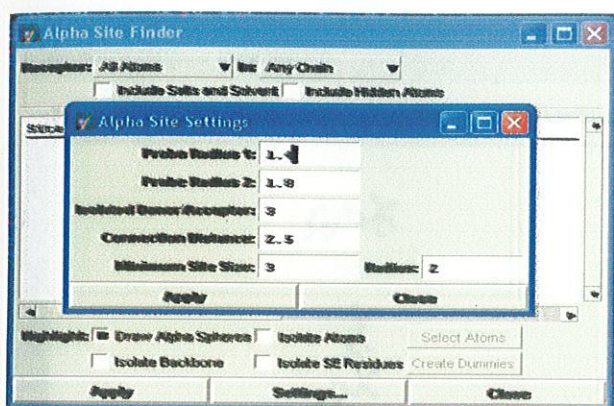 Alpha Site Finder
Receptor: All Atoms In: Any Chain
Include Salts and Solvent Include Hidden Atoms
Alpha Site Settings
Probe Radius 1: 1.4
Probe Radius 2: 1.8
Isolated Donor/Acceptor: 3
Connection Distance: 2.5
Minimum Site Size: 3 Radius: 2
Apply Close
Highlight: Draw Alpha Spheres Isolate Atoms Select Atoms
Isolate Backbone Isolate SE Residues Create Dummies
Apply Settings... Close